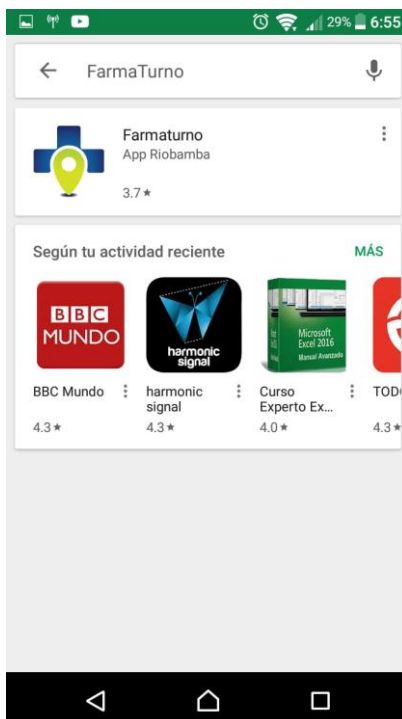 29% 6:55
FarmaTurno
Farmaturno
App Riobamba
3.7★
Según tu actividad reciente MÁS
BBC
MUNDO
harmonic
signal
Microsoft
Excel 2016
Manual Avanzado
BBC Mundo
harmonic
signal
Curso
Experto Ex...
4.3★
4.3★
4.0★
4.3★